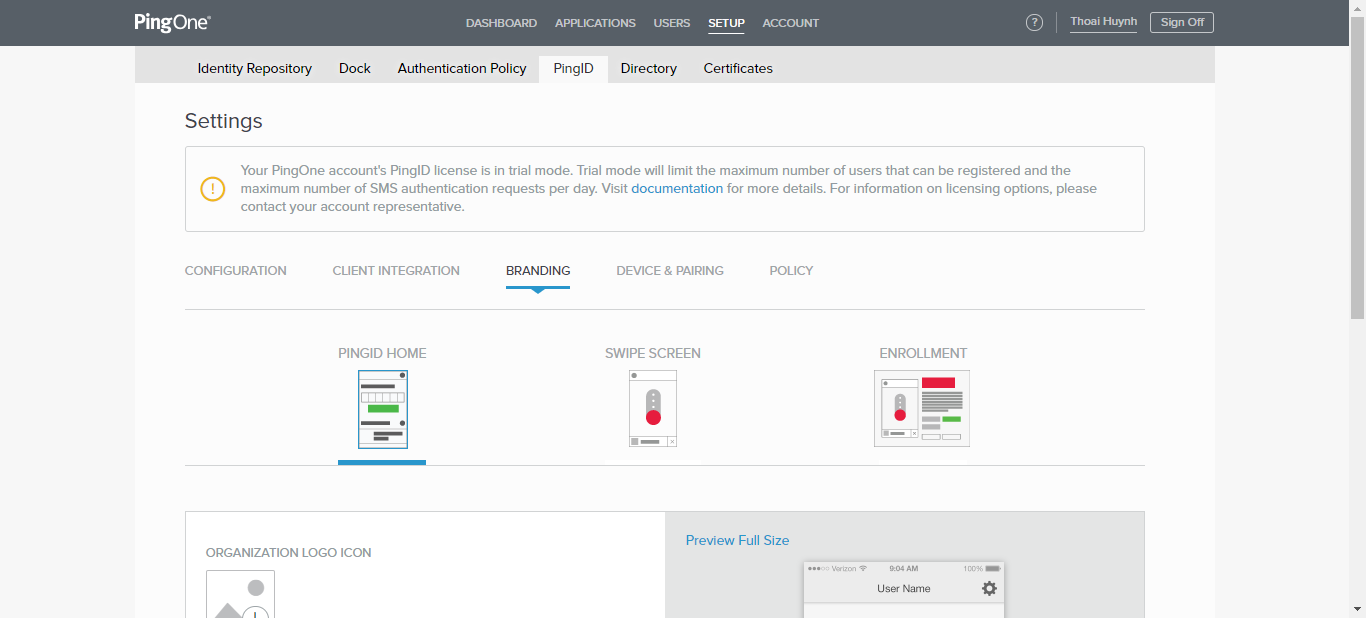 PingOne®
DASHBOARD APPLICATIONS USERS SETUP ACCOUNT
? Thoai Huynh Sign Off
Identity Repository Dock Authentication Policy PingID Directory Certificates
Settings
Your PingOne account's PingID license is in trial mode. Trial mode will limit the maximum number of users that can be registered and the
maximum number of SMS authentication requests per day. Visit documentation for more details. For information on licensing options, please
contact your account representative.
CONFIGURATION CLIENT INTEGRATION BRANDING DEVICE & PAIRING POLICY
PINGID HOME SWIPE SCREEN ENROLLMENT
ORGANIZATION LOGO ICON
Preview Full Size
Verizon 9:04 AM 100%
User Name